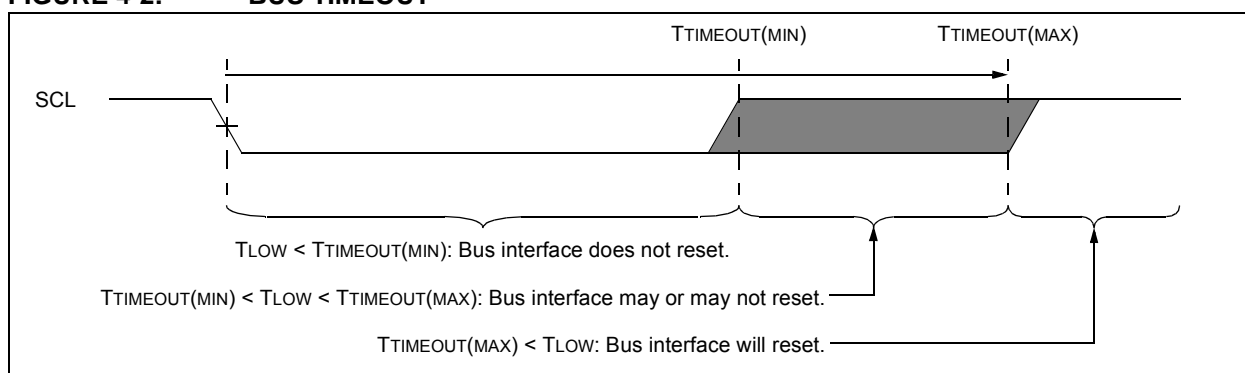 FIGURE 4-2: BUS TIMEOUT
TTIMEOUT(MIN) TTIMEOUT(MAX)
SCL
TLOW < TTIMEOUT(MIN): Bus interface does not reset.
TTIMEOUT(MIN) < TLOW < TTIMEOUT(MAX): Bus interface may or may not reset.
TTIMEOUT(MAX) < TLOW: Bus interface will reset.